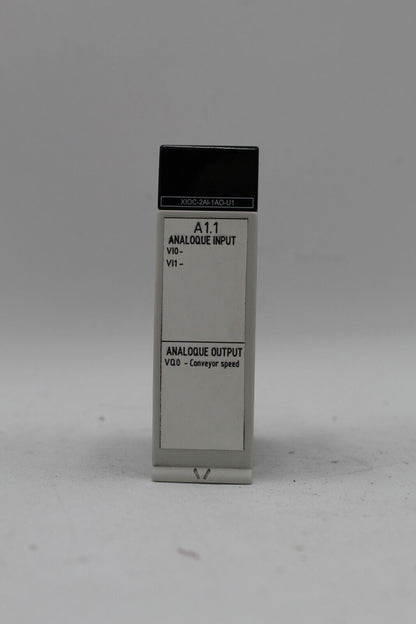 XIOC-2AI-1AO-U1
A1.1
ANALOQUE INPUT
VI0-
VI1-
ANALOQUE OUTPUT
VQ0 - Conveyor speed